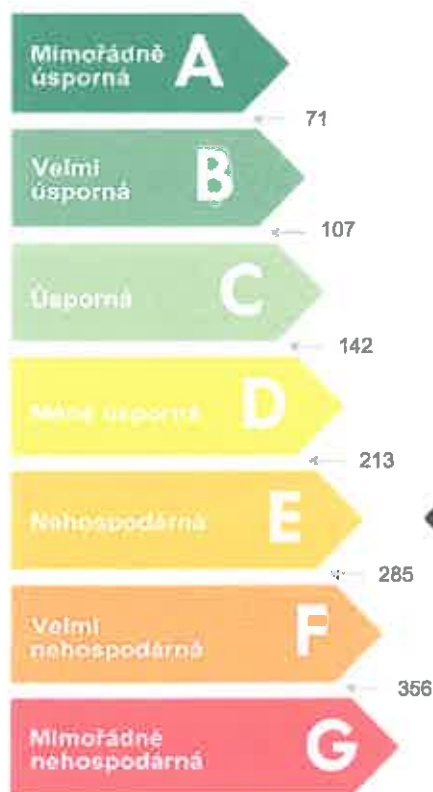 Mimořádně
úsporná
A
71
Velmi
úsporná
B
107
Úsporná
C
142
Méně úsporná
D
213
Nehospodárná
E
285
Velmi
nehospodárná
F
356
Mimořádně
nehospodárná
G